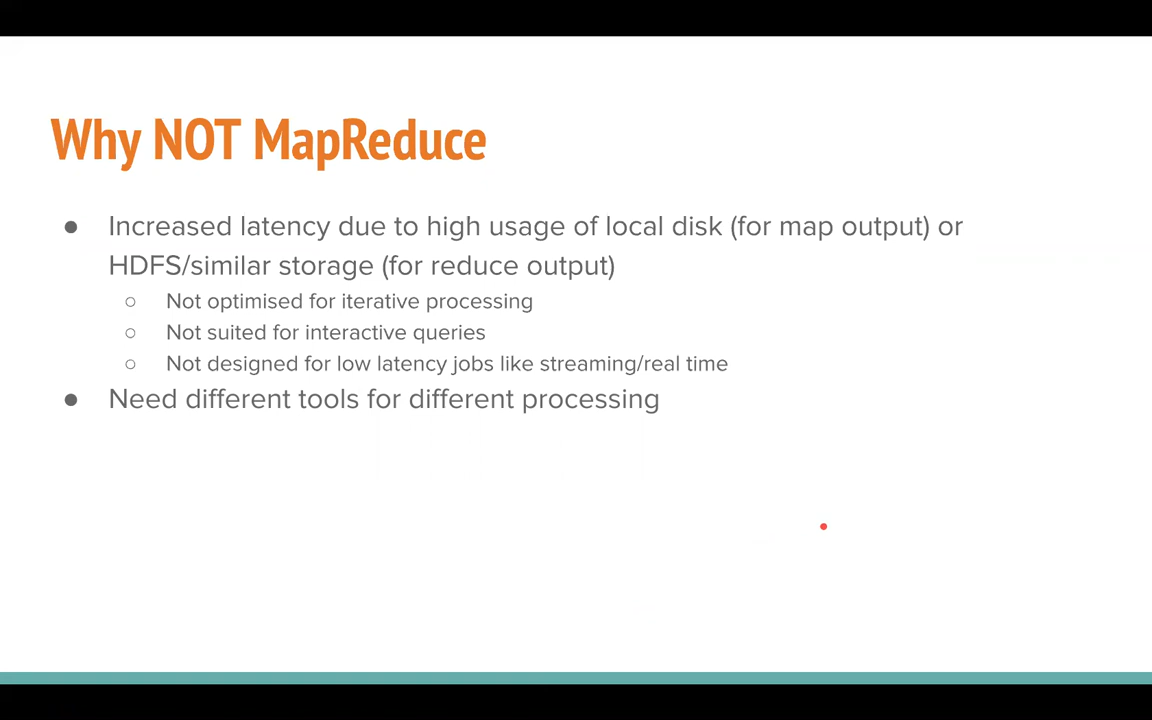 Why NOT MapReduce
● Increased latency due to high usage of local disk (for map output) or
HDFS/similar storage (for reduce output)
○ Not optimised for iterative processing
○ Not suited for interactive queries
○ Not designed for low latency jobs like streaming/real time
● Need different tools for different processing